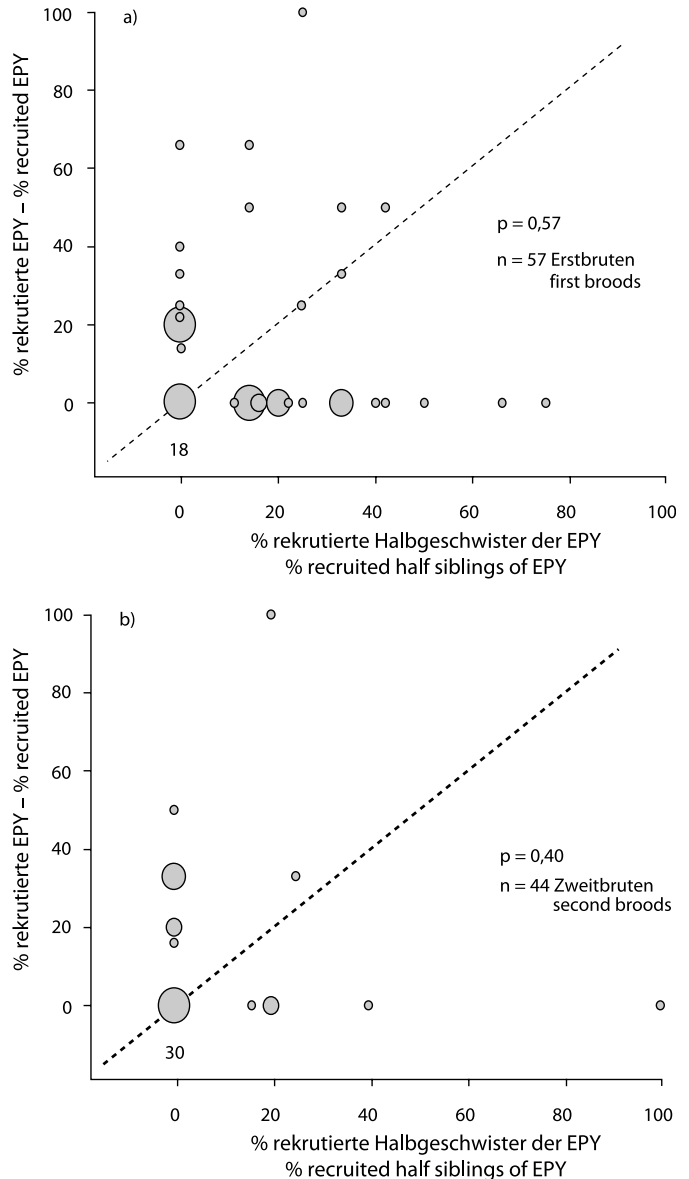 a)
% rekrutierte EPY – % recruited EPY
100
80
60
40
20
0
p = 0,57
n = 57 Erstbruten
first broods
18
0 20 40 60 80 100
% rekrutierte Halbgeschwister der EPY
% recruited half siblings of EPY
b)
% rekrutierte EPY – % recruited EPY
100
80
60
40
20
0
p = 0,40
n = 44 Zweitbruten
second broods
30
0 20 40 60 80 100
% rekrutierte Halbgeschwister der EPY
% recruited half siblings of EPY